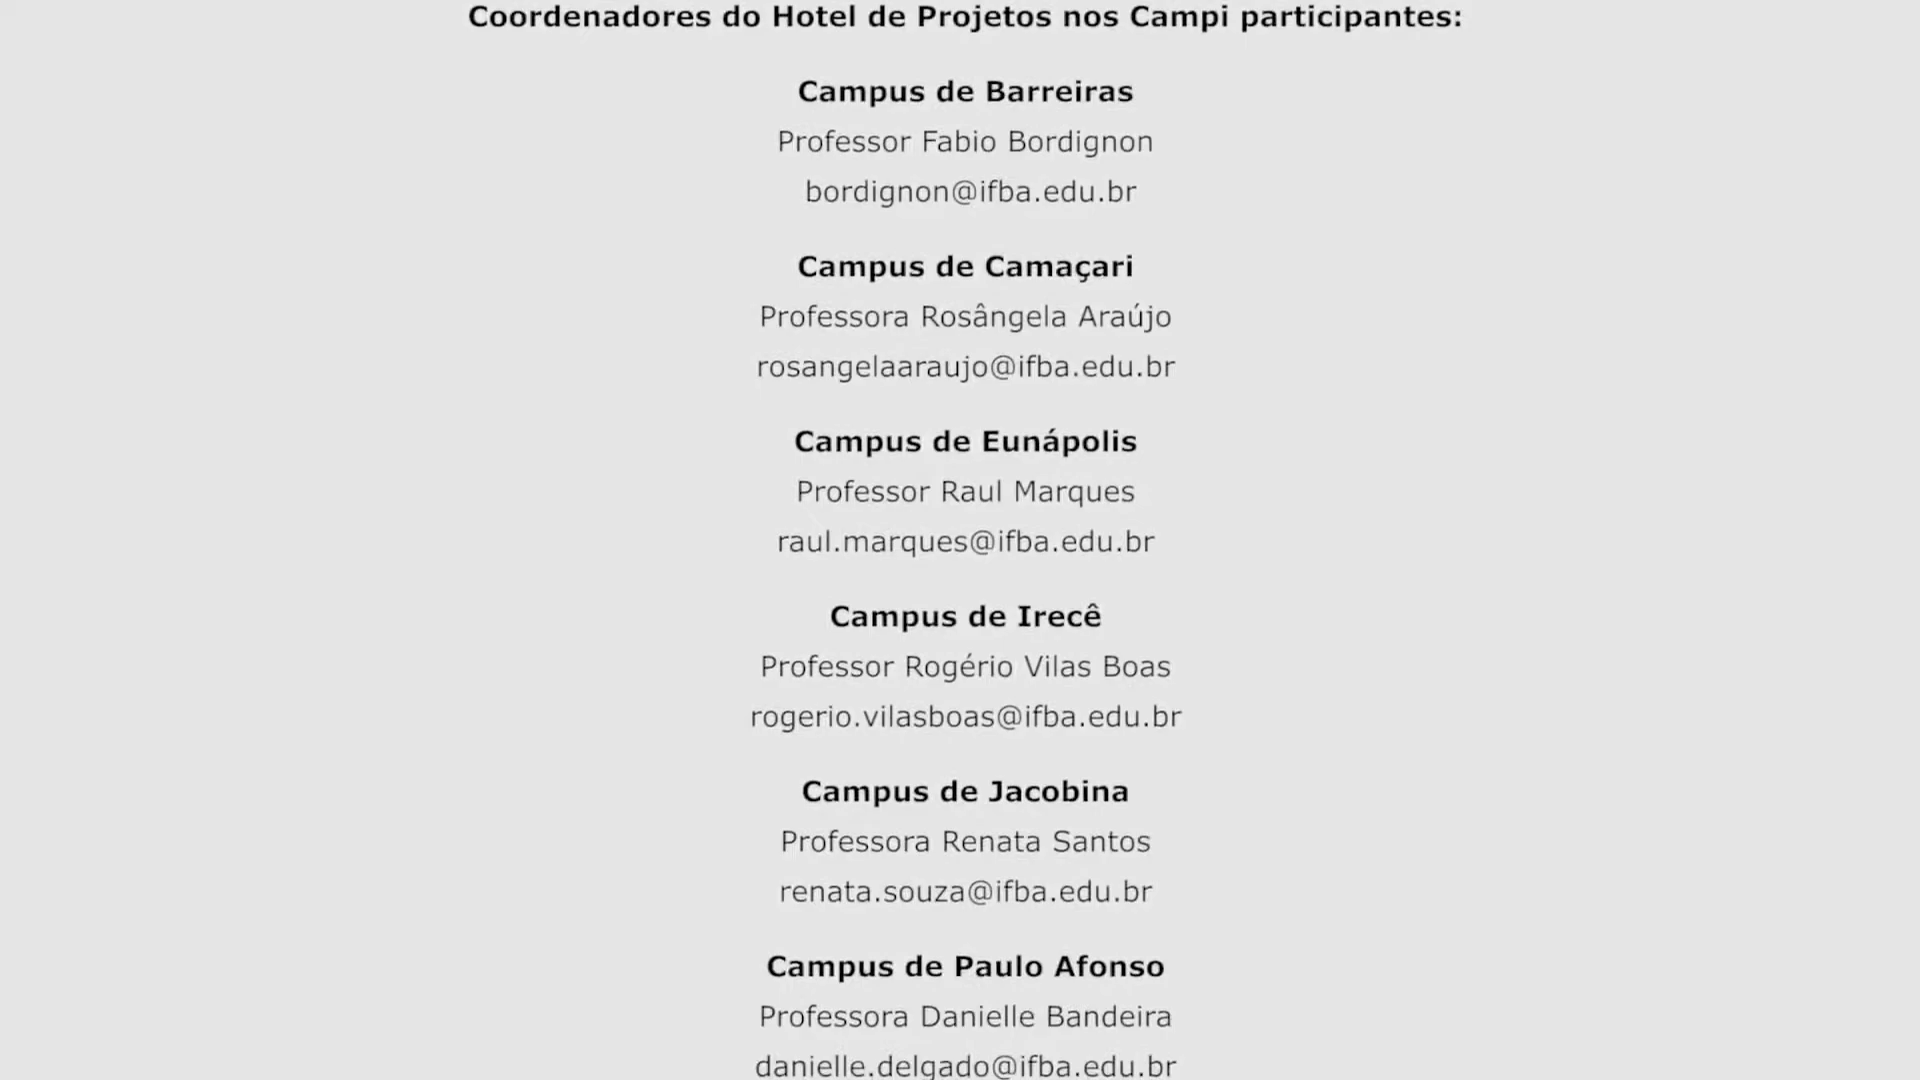 Coordenadores do Hotel de Projetos nos Campi participantes:
Campus de Barreiras
Professor Fabio Bordignon
bordignon@ifba.edu.br
Campus de Camaçari
Professora Rosângela Araújo
rosangelaaraujo@ifba.edu.br
Campus de Eunápolis
Professor Raul Marques
raul.marques@ifba.edu.br
Campus de Irecê
Professor Rogério Vilas Boas
rogerio.vilasboas@ifba.edu.br
Campus de Jacobina
Professora Renata Santos
renata.souza@ifba.edu.br
Campus de Paulo Afonso
Professora Danielle Bandeira
danielle.delgado@ifba.edu.br